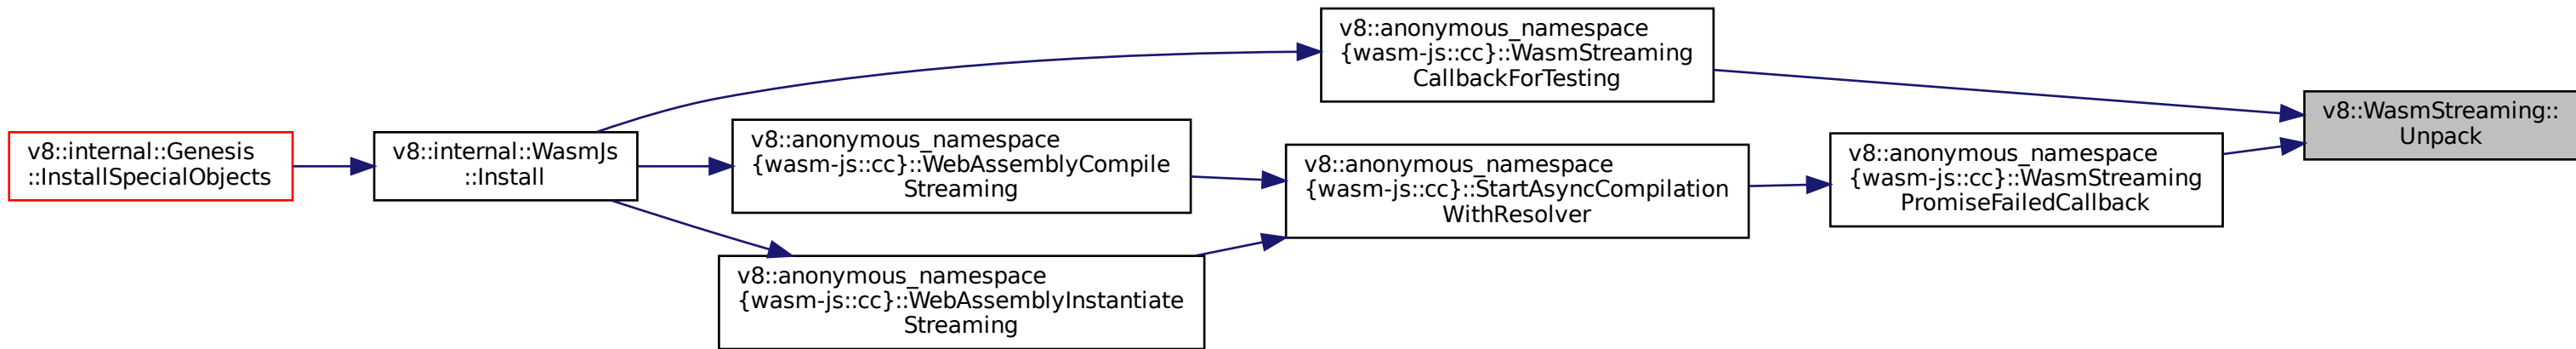 v8::internal::Genesis
::InstallSpecialObjects
v8::internal::WasmJs
::Install
v8::anonymous_namespace
{wasm-js::cc}::WebAssemblyCompile
Streaming
v8::anonymous_namespace
{wasm-js::cc}::WebAssemblyInstantiate
Streaming
v8::anonymous_namespace
{wasm-js::cc}::WasmStreaming
CallbackForTesting
v8::anonymous_namespace
{wasm-js::cc}::StartAsyncCompilation
WithResolver
v8::anonymous_namespace
{wasm-js::cc}::WasmStreaming
PromiseFailedCallback
v8::WasmStreaming::
Unpack